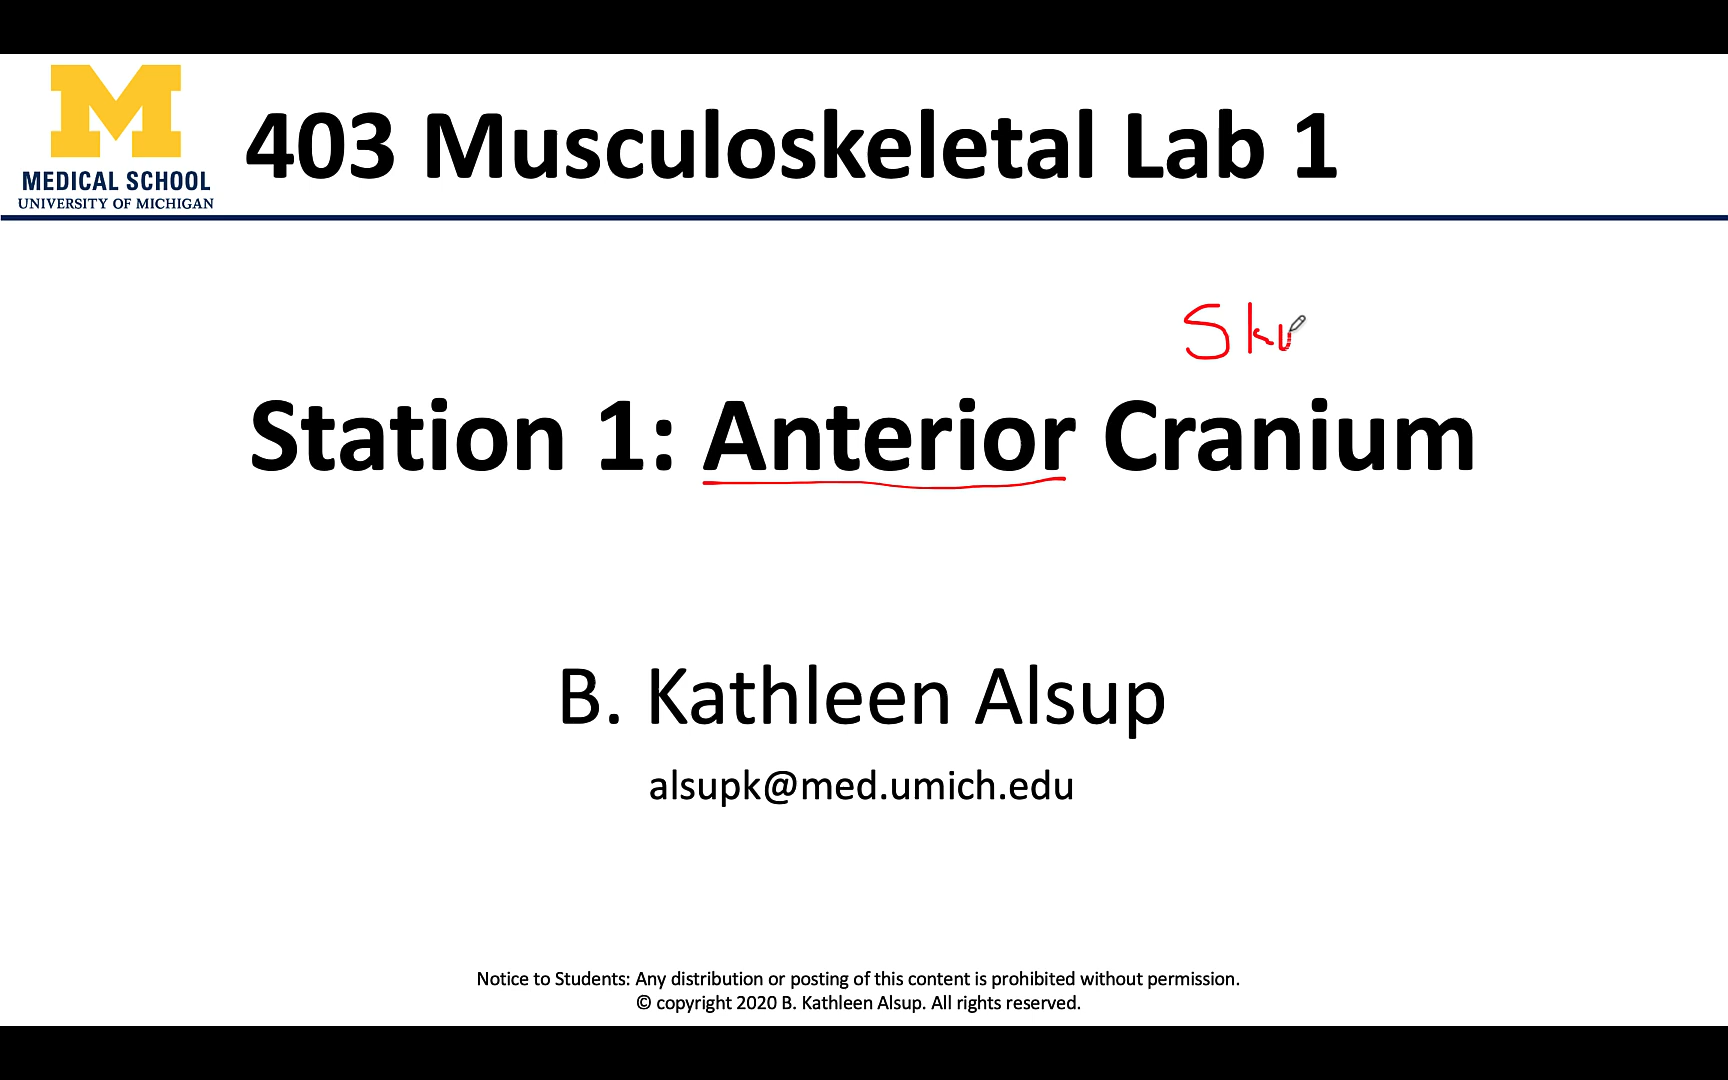 M
MEDICAL SCHOOL
UNIVERSITY OF MICHIGAN
403 Musculoskeletal Lab 1
Sku
Station 1: Anterior Cranium
B. Kathleen Alsup
alsupk@med.umich.edu
Notice to Students: Any distribution or posting of this content is prohibited without permission.
© copyright 2020 B. Kathleen Alsup. All rights reserved.